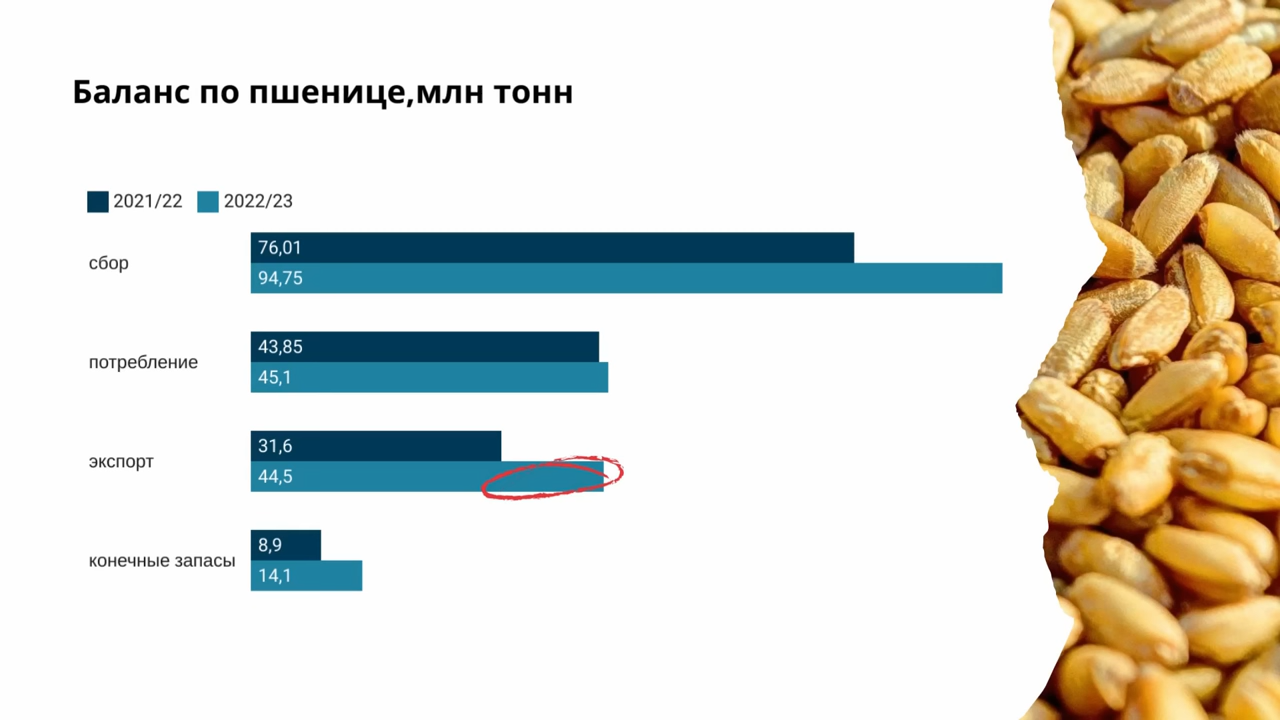 Баланс по пшенице,млн тонн
2021/22 2022/23
сбор
76,01
94,75
потребление
43,85
45,1
экспорт
31,6
44,5
конечные запасы
8,9
14,1